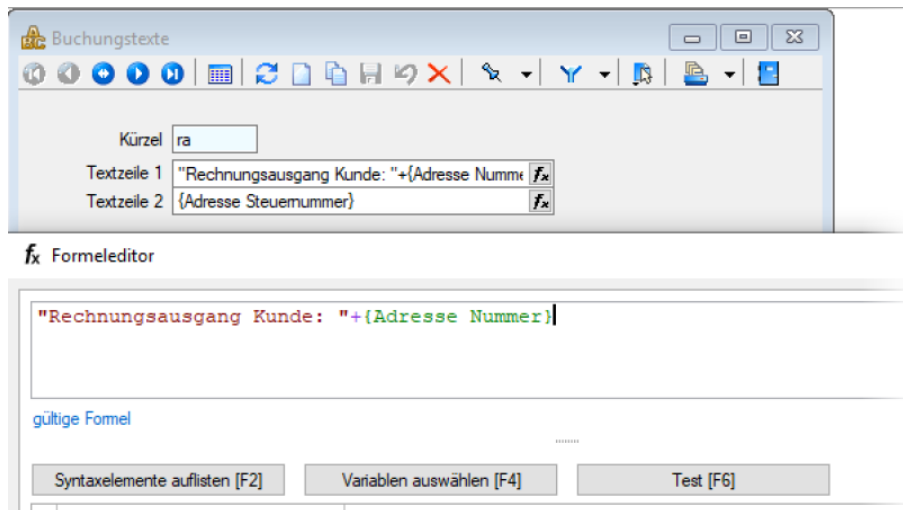 Buchungstexte
Kürzel ra
Textzeile 1 "Rechnungsausgang Kunde: "+{Adresse Numme
Textzeile 2 {Adresse Steuernummer}
fx Formeleditor
"Rechnungsausgang Kunde: "+{Adresse Nummer}
gültige Formel
Syntaxelemente auflisten [F2] Variablen auswählen [F4] Test [F6]